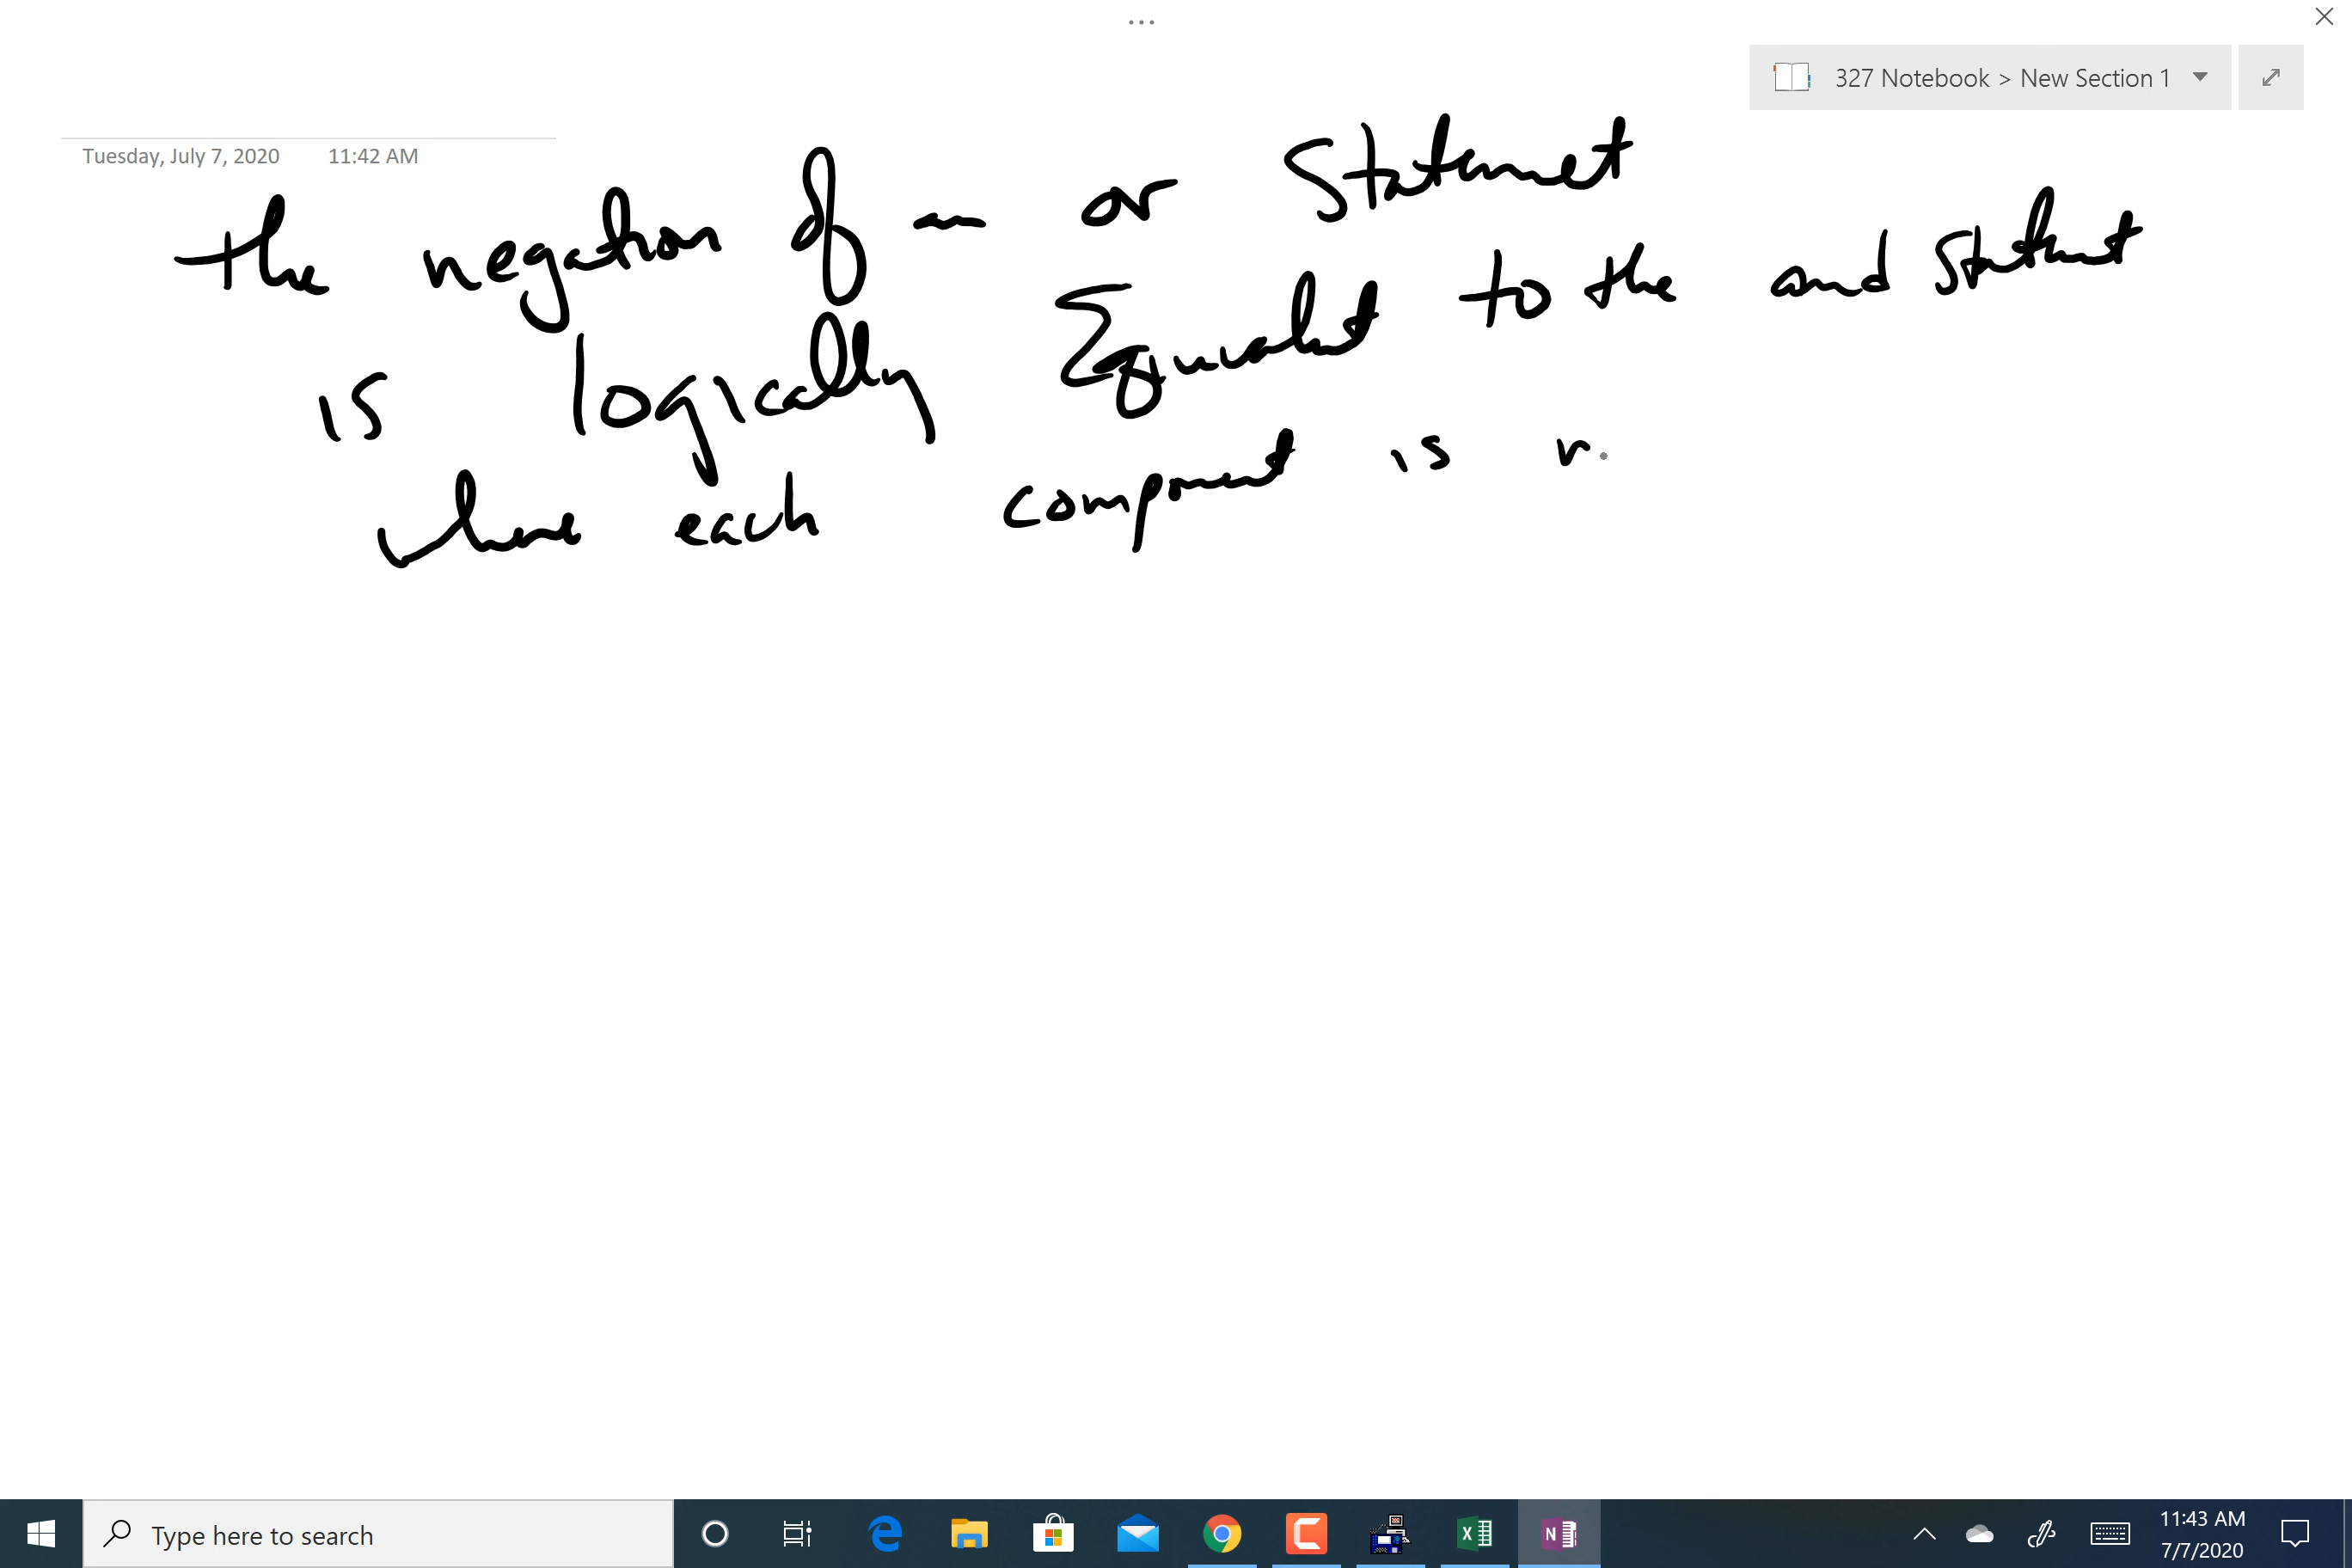 327 Notebook > New Section 1
Tuesday, July 7, 2020 11:42 AM
the negation of an or Statement
is logically Equivalent to the and statement
where each component is n
Type here to search
11:43 AM
7/7/2020